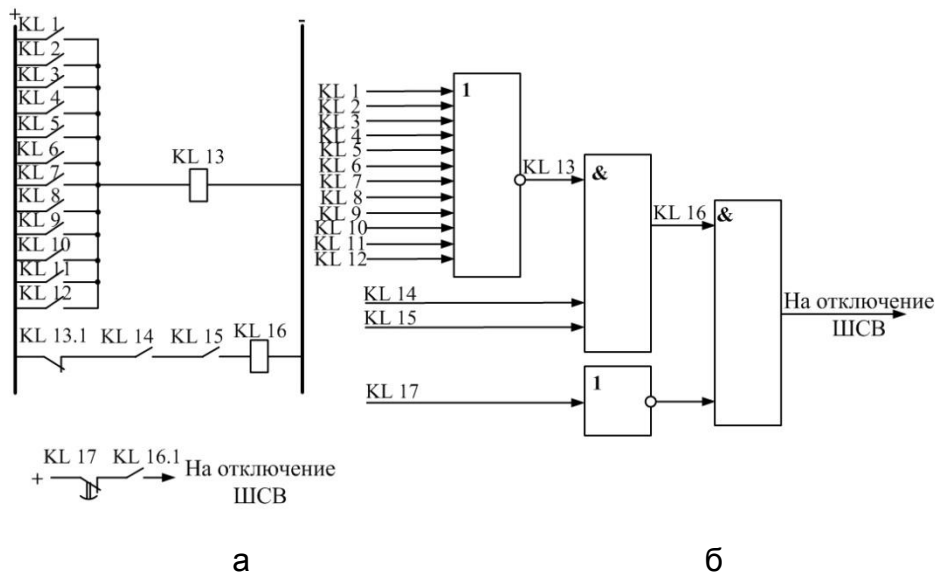 +
-
KL 1
KL 2
KL 3
KL 4
KL 5
KL 6
KL 7
KL 8
KL 9
KL 10
KL 11
KL 12
KL 13
KL 13.1 KL 14 KL 15 KL 16
KL 17 KL 16.1
+
На отключение
ШСВ
а
KL 1
KL 2
KL 3
KL 4
KL 5
KL 6
KL 7
KL 8
KL 9
KL 10
KL 11
KL 12
1
KL 13
&
KL 14
KL 15
KL 16
&
KL 17
1
На отключение
ШСВ
б